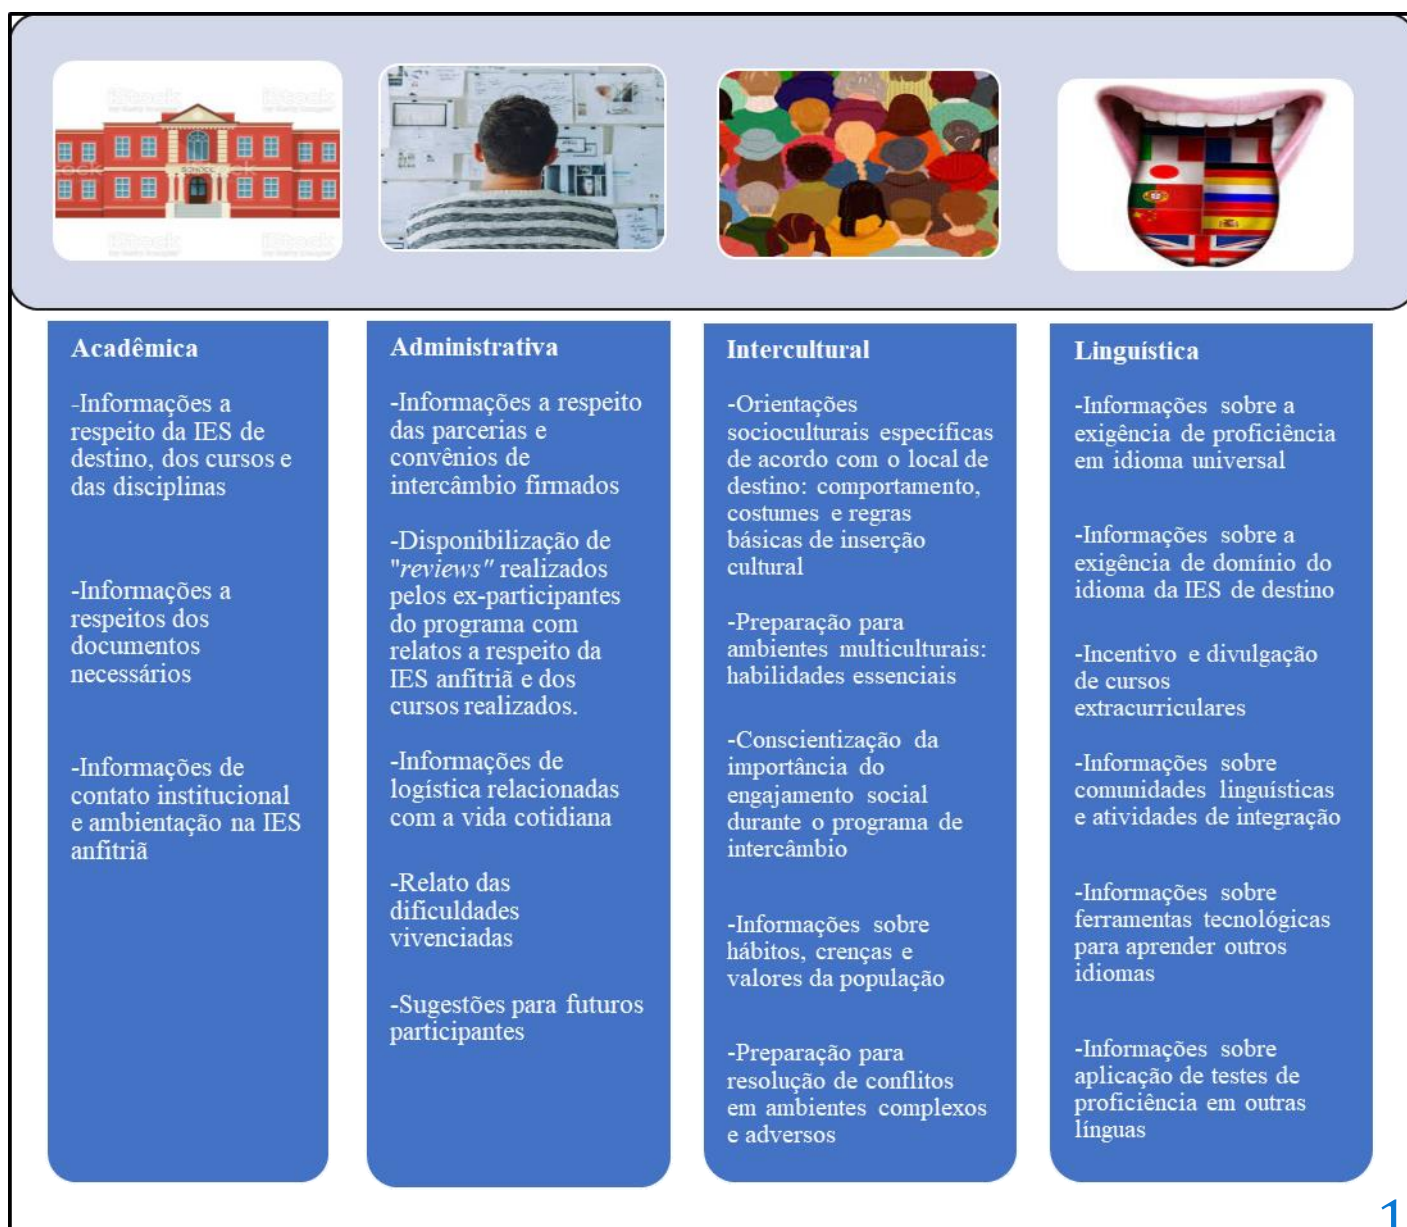 iStock
iStock
SCHOOL
iStock
iStock
Acadêmica
-Informações a
respeito da IES de
destino, dos cursos e
das disciplinas
-Informações a
respeitos dos
documentos
necessários
-Informações de
contato institucional
e ambientação na IES
anfitriã
Administrativa
-Informações a respeito
das parcerias e
convênios de
intercâmbio firmados
-Disponibilização de
"reviews" realizados
pelos ex-participantes
do programa com
relatos a respeito da
IES anfitriã e dos
cursos realizados.
-Informações de
logística relacionadas
com a vida cotidiana
-Relato das
dificuldades
vivenciadas
-Sugestões para futuros
participantes
Intercultural
-Orientações
socioculturais específicas
de acordo com o local de
destino: comportamento,
costumes e regras
básicas de inserção
cultural
-Preparação para
ambientes multiculturais:
habilidades essenciais
-Conscientização da
importância do
engajamento social
durante o programa de
intercâmbio
-Informações sobre
hábitos, crenças e
valores da população
-Preparação para
resolução de conflitos
em ambientes complexos
e adversos
Linguística
-Informações sobre a
exigência de proficiência
em idioma universal
-Informações sobre a
exigência de domínio do
idioma da IES de destino
-Incentivo e divulgação
de cursos
extracurriculares
-Informações sobre
comunidades linguísticas
e atividades de integração
-Informações sobre
ferramentas tecnológicas
para aprender outros
idiomas
-Informações sobre
aplicação de testes de
proficiência em outras
línguas
1